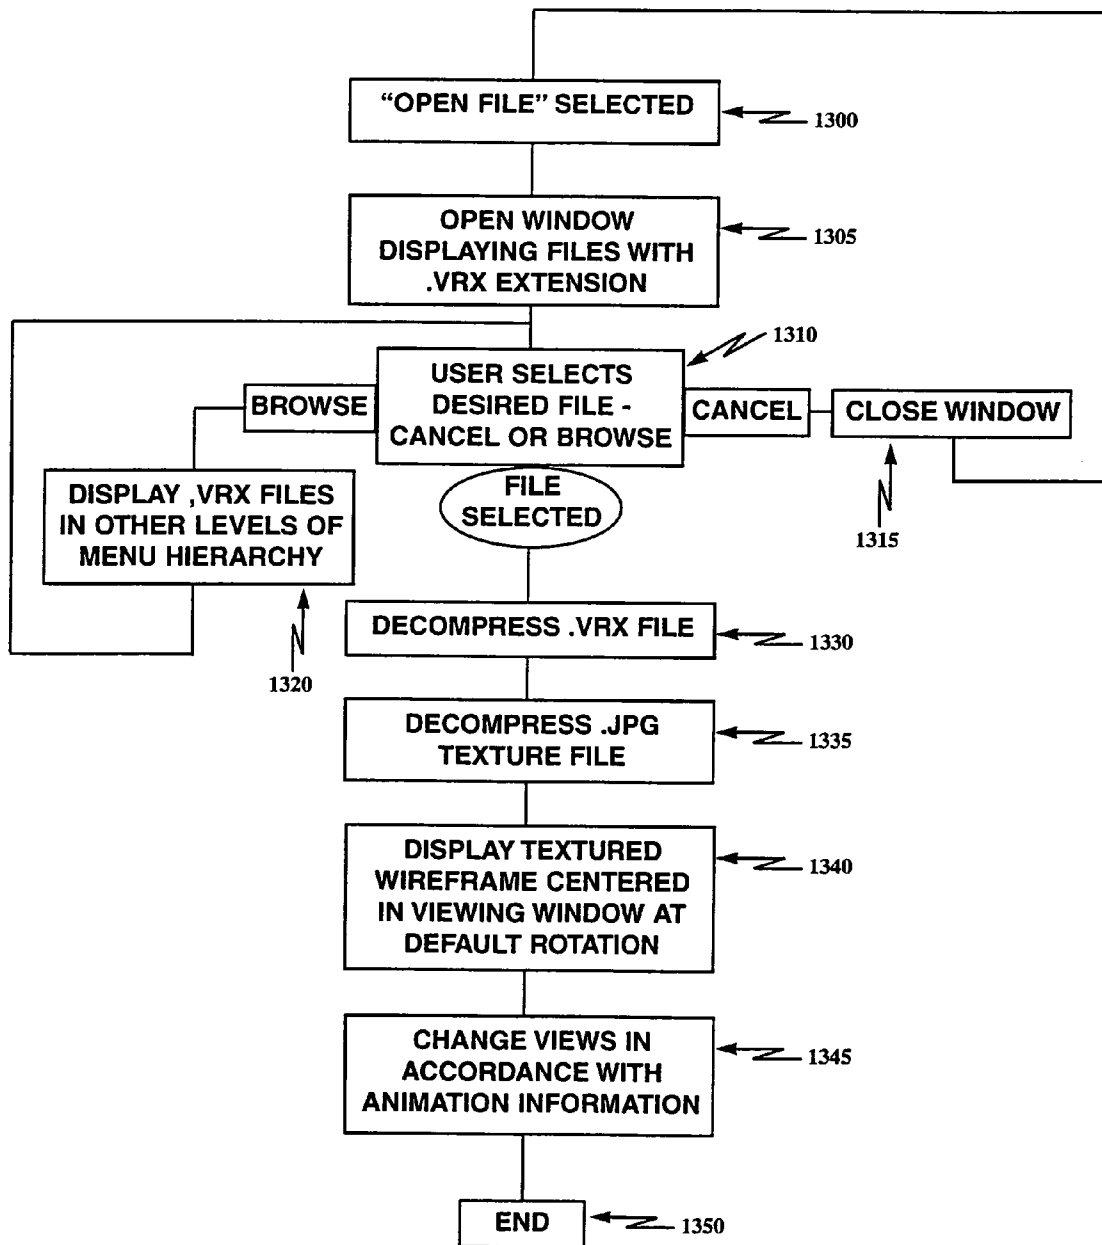 “OPEN FILE” SELECTED
1300
OPEN WINDOW
DISPLAYING FILES WITH
.VRX EXTENSION
1305
1310
USER SELECTS
DESIRED FILE -
CANCEL OR BROWSE
BROWSE
CANCEL
CLOSE WINDOW
1315
DISPLAY ,VRX FILES
IN OTHER LEVELS OF
MENU HIERARCHY
1320
FILE
SELECTED
DECOMPRESS .VRX FILE
1330
DECOMPRESS .JPG
TEXTURE FILE
1335
DISPLAY TEXTURED
WIREFRAME CENTERED
IN VIEWING WINDOW AT
DEFAULT ROTATION
1340
CHANGE VIEWS IN
ACCORDANCE WITH
ANIMATION INFORMATION
1345
END
1350